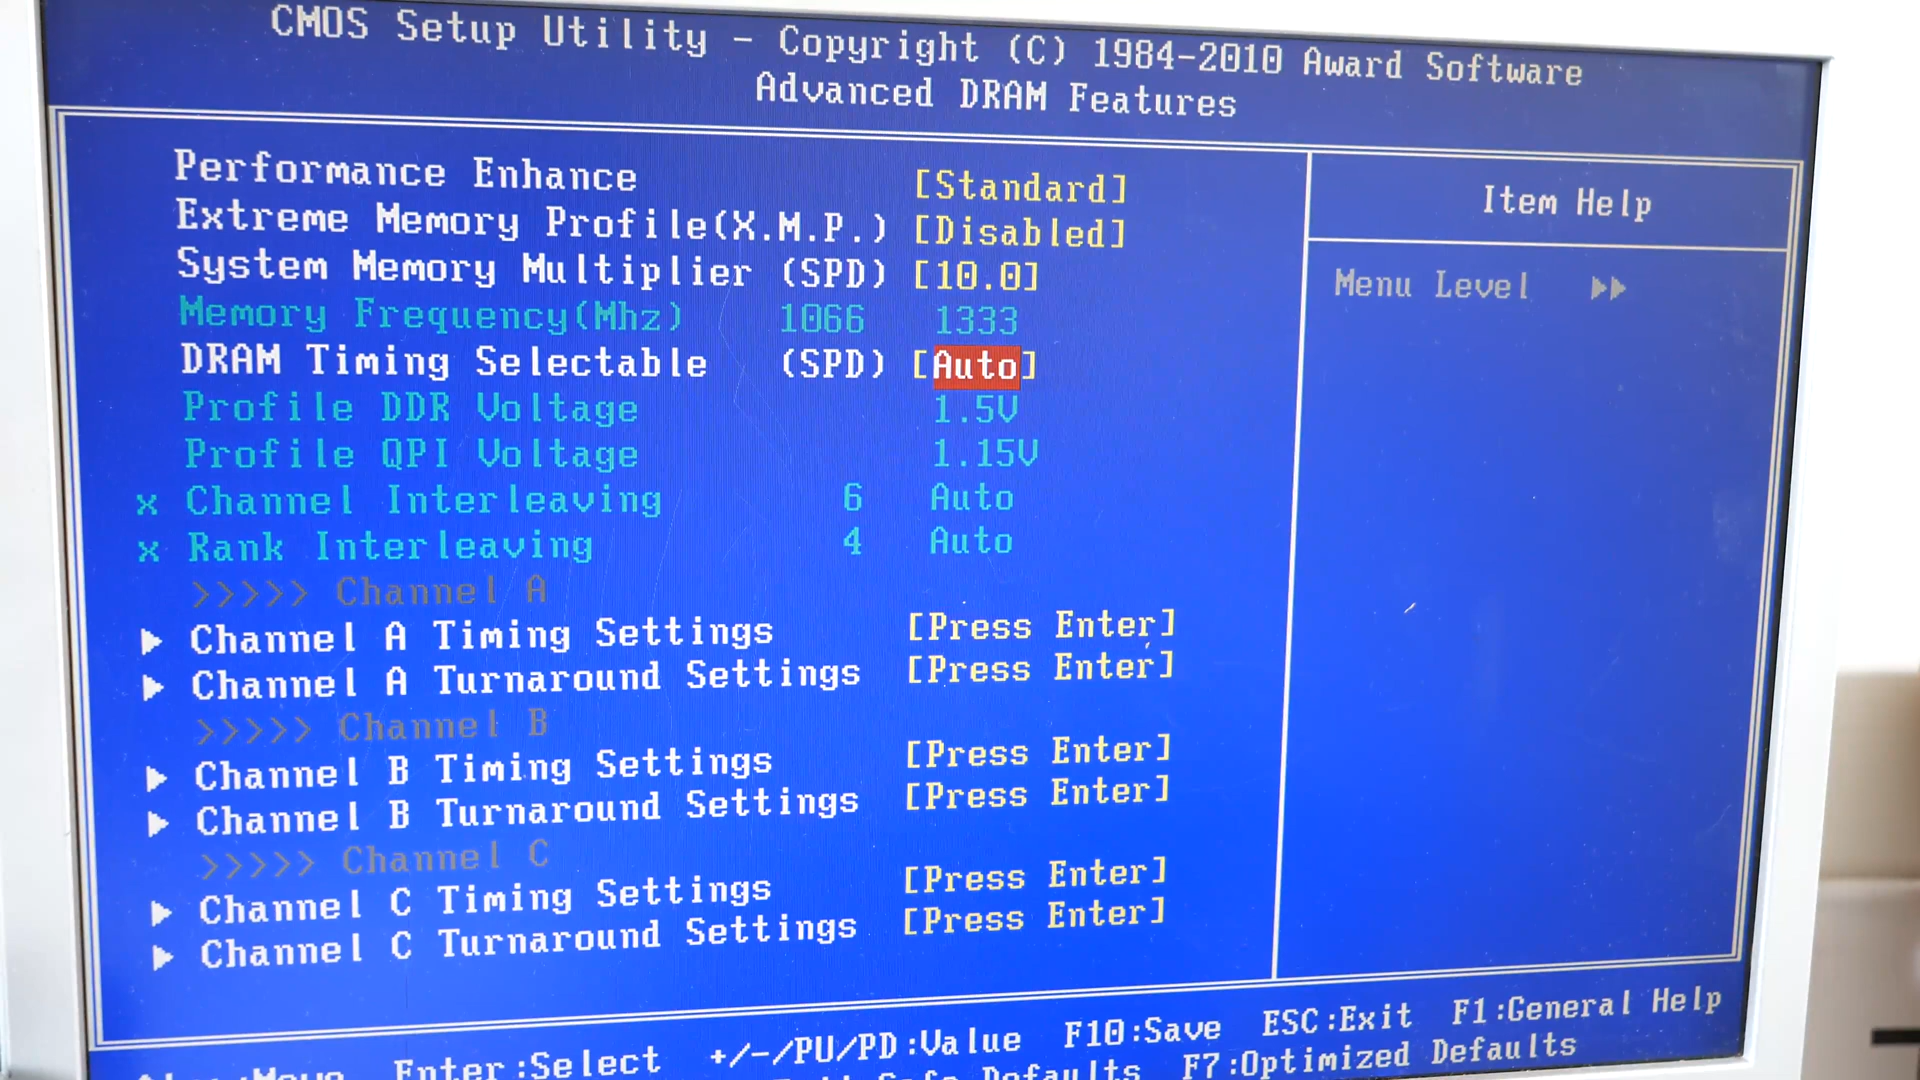 CMOS Setup Utility - Copyright (C) 1984-2010 Award Software
Advanced DRAM Features
Performance Enhance [Standard]
Extreme Memory Profile(X.M.P.) [Disabled]
System Memory Multiplier (SPD) [10.0]
Memory Frequency(Mhz) 1066 1333
DRAM Timing Selectable (SPD) [Auto]
Profile DDR Voltage 1.5V
Profile QPI Voltage 1.15V
x Channel Interleaving 6 Auto
x Rank Interleaving 4 Auto
>>>>> Channel A
▶ Channel A Timing Settings [Press Enter]
▶ Channel A Turnaround Settings [Press Enter]
>>>>> Channel B
▶ Channel B Timing Settings [Press Enter]
▶ Channel B Turnaround Settings [Press Enter]
>>>>> Channel C
▶ Channel C Timing Settings [Press Enter]
▶ Channel C Turnaround Settings [Press Enter]
Item Help
Menu Level ▶▶
:Move Enter:Select +/-/PU/PD:Value F10:Save ESC:Exit F1:General Help
Defaults F7:Optimized Defaults